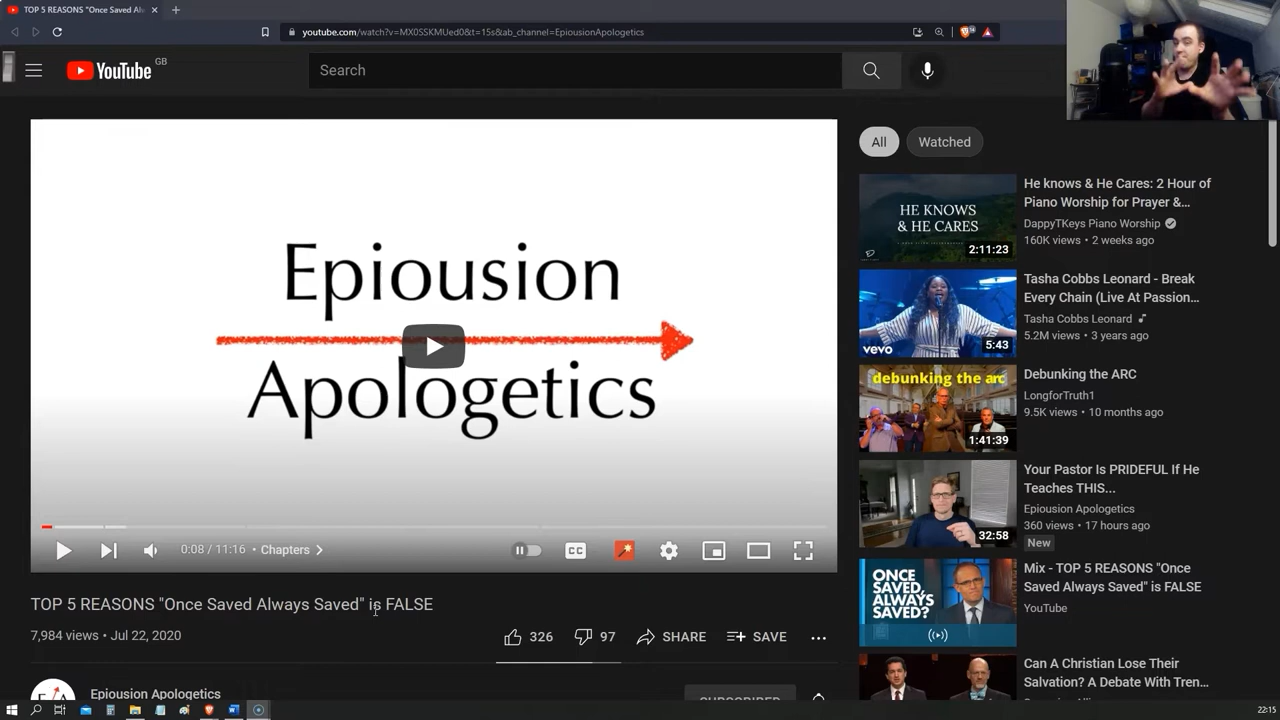 TOP 5 REASONS "Once Saved Al
youtube.com/watch?v=MX0SSKMUed0&t=15s&ab_channel=EpiousionApologetics
YouTube GB
Search
Epiousion
Apologetics
0:08 / 11:16 • Chapters
CC
TOP 5 REASONS "Once Saved Always Saved" is FALSE
7,984 views • Jul 22, 2020
326
97
SHARE
SAVE
Epiousion Apologetics
SUBSCRIBED
All
Watched
HE KNOWS
& HE CARES
2:11:23
He knows & He Cares: 2 Hour of
Piano Worship for Prayer &...
DappyTKeys Piano Worship
160K views • 2 weeks ago
vevo
5:43
Tasha Cobbs Leonard - Break
Every Chain (Live At Passion...
Tasha Cobbs Leonard
5.2M views • 3 years ago
debunking the arc
1:41:39
Debunking the ARC
LongforTruth1
9.5K views • 10 months ago
32:58
Your Pastor Is PRIDEFUL If He
Teaches THIS...
Epiousion Apologetics
360 views • 17 hours ago
New
ONCE
SAVED,
ALWAYS
SAVED?
Mix - TOP 5 REASONS "Once
Saved Always Saved" is FALSE
YouTube
Can A Christian Lose Their
Salvation? A Debate With Tren...
22:15